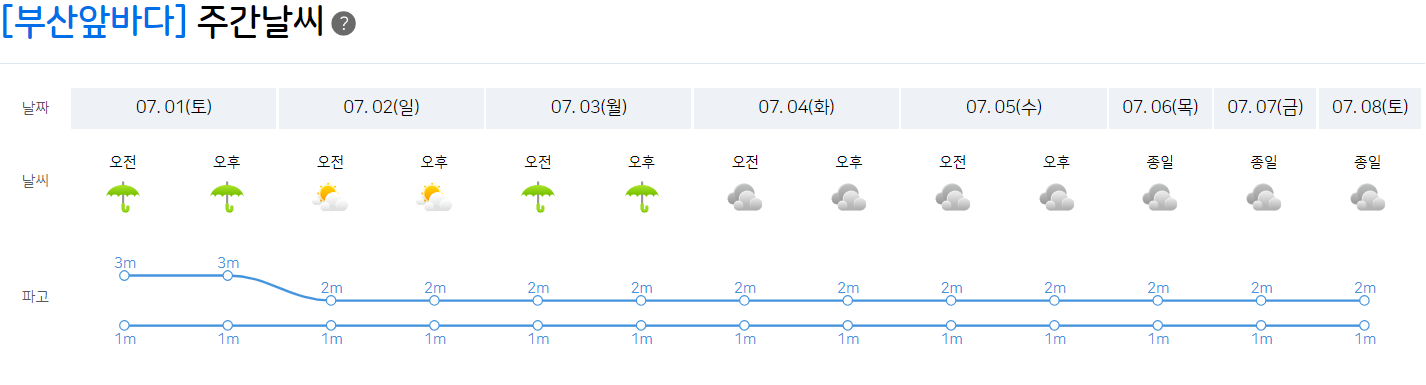 [부산앞바다] 주간날씨 ?
날짜 07. 01(토) 07. 02(일) 07. 03(월) 07. 04(화) 07. 05(수) 07. 06(목) 07. 07(금) 07. 08(토)
오전 오후 오전 오후 오전 오후 오전 오후 오전 오후 종일 종일 종일
날씨
3m 3m 2m 2m 2m 2m 2m 2m 2m 2m 2m 2m 2m
파고
1m 1m 1m 1m 1m 1m 1m 1m 1m 1m 1m 1m 1m